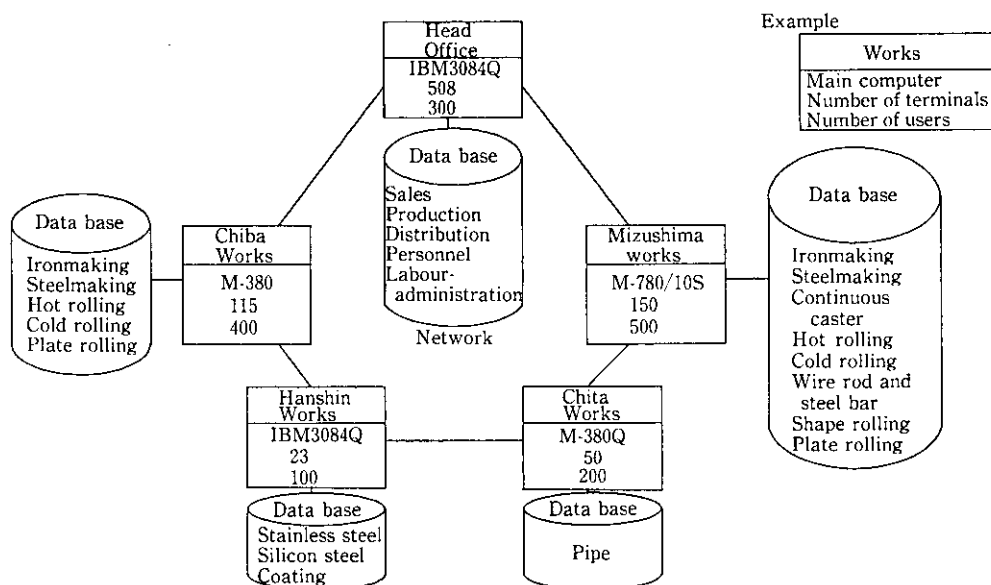 Example
Works
Main computer
Number of terminals
Number of users
Head
Office
IBM3084Q
508
300
Data base
Sales
Production
Distribution
Personnel
Labour-
administration
Network
Data base
Ironmaking
Steelmaking
Hot rolling
Cold rolling
Plate rolling
Chiba
Works
M-380
115
400
Mizushima
works
M-780/10S
150
500
Data base
Ironmaking
Steelmaking
Continuous
caster
Hot rolling
Cold rolling
Wire rod and
steel bar
Shape rolling
Plate rolling
Hanshin
Works
IBM3084Q
23
100
Data base
Stainless steel
Silicon steel
Coating
Chita
Works
M-380Q
50
200
Data base
Pipe